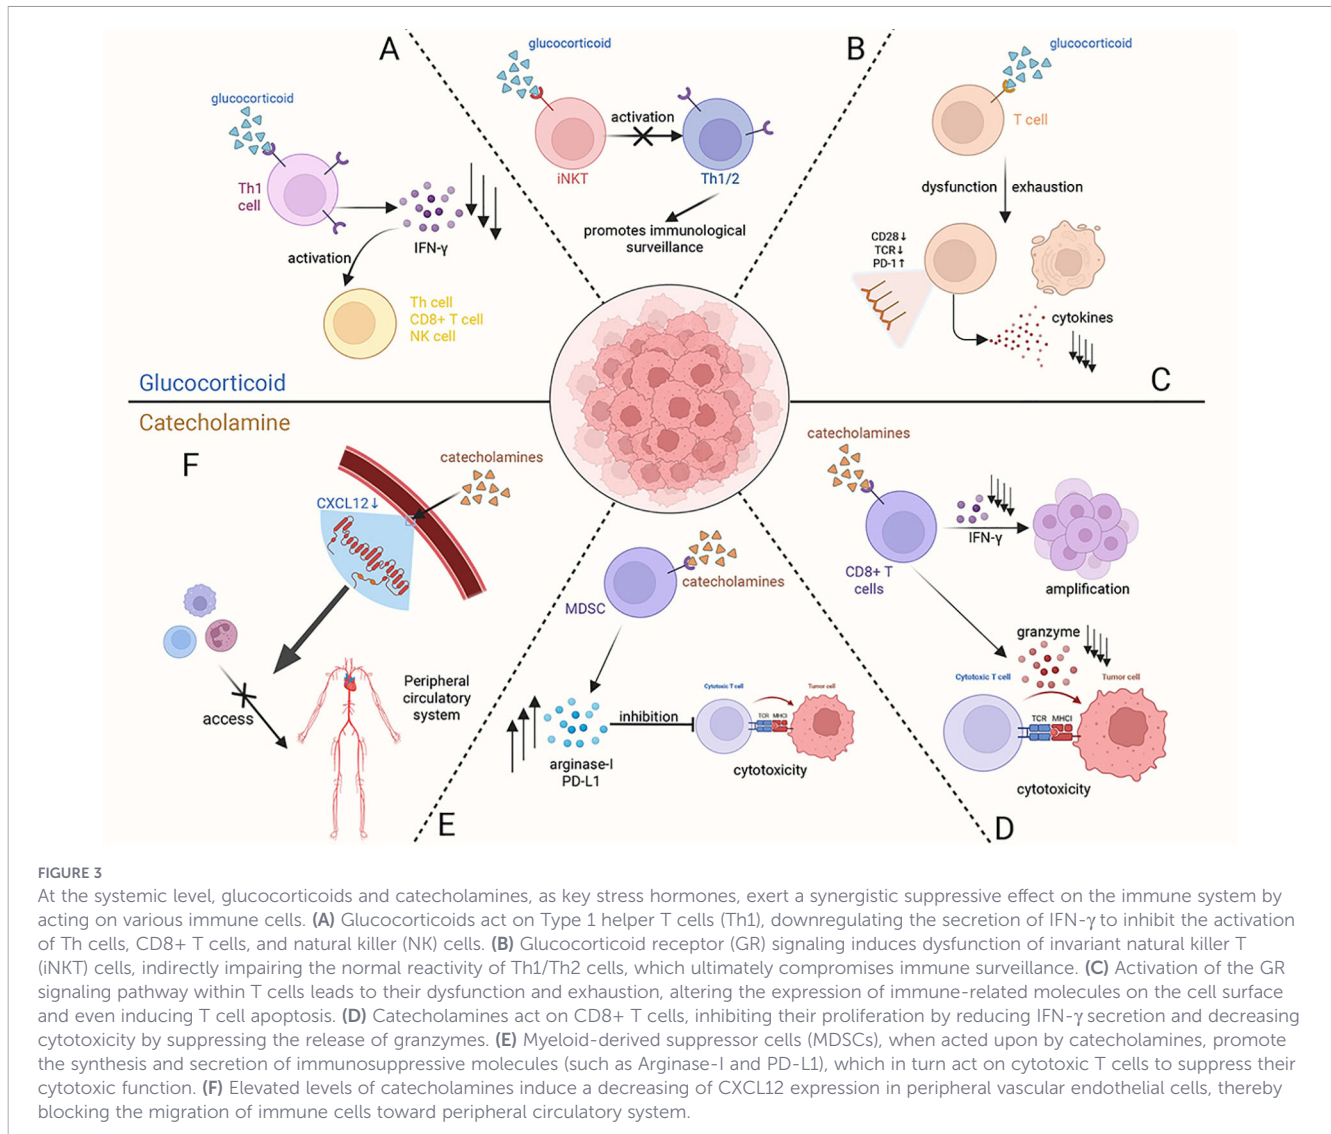 A
glucocorticoid
Th1
cell
IFN-γ
activation
Th cell
CD8+ T cell
NK cell
glucocorticoid
activation
iNKT
Th1/2
promotes immunological
surveillance
B
glucocorticoid
T cell
dysfunction
exhaustion
CD28↓
TCR↓
PD-1↑
cytokines
C
Glucocorticoid
Catecholamine
F
catecholamines
CXCL12↓
access
Peripheral
circulatory
system
MDSC
catecholamines
arginase-I
PD-L1
inhibition
Cytotoxic T cell
Tumor cell
TCR
MHCI
cytotoxicity
E
catecholamines
CD8+ T
cells
IFN-γ
amplification
granzyme
Cytotoxic T cell
Tumor cell
TCR
MHCI
cytotoxicity
D
FIGURE 3
At the systemic level, glucocorticoids and catecholamines, as key stress hormones, exert a synergistic suppressive effect on the immune system by
acting on various immune cells. (A) Glucocorticoids act on Type 1 helper T cells (Th1), downregulating the secretion of IFN-γ to inhibit the activation
of Th cells, CD8+ T cells, and natural killer (NK) cells. (B) Glucocorticoid receptor (GR) signaling induces dysfunction of invariant natural killer T
(iNKT) cells, indirectly impairing the normal reactivity of Th1/Th2 cells, which ultimately compromises immune surveillance. (C) Activation of the GR
signaling pathway within T cells leads to their dysfunction and exhaustion, altering the expression of immune-related molecules on the cell surface
and even inducing T cell apoptosis. (D) Catecholamines act on CD8+ T cells, inhibiting their proliferation by reducing IFN-γ secretion and decreasing
cytotoxicity by suppressing the release of granzymes. (E) Myeloid-derived suppressor cells (MDSCs), when acted upon by catecholamines, promote
the synthesis and secretion of immunosuppressive molecules (such as Arginase-I and PD-L1), which in turn act on cytotoxic T cells to suppress their
cytotoxic function. (F) Elevated levels of catecholamines induce a decreasing of CXCL12 expression in peripheral vascular endothelial cells, thereby
blocking the migration of immune cells toward peripheral circulatory system.